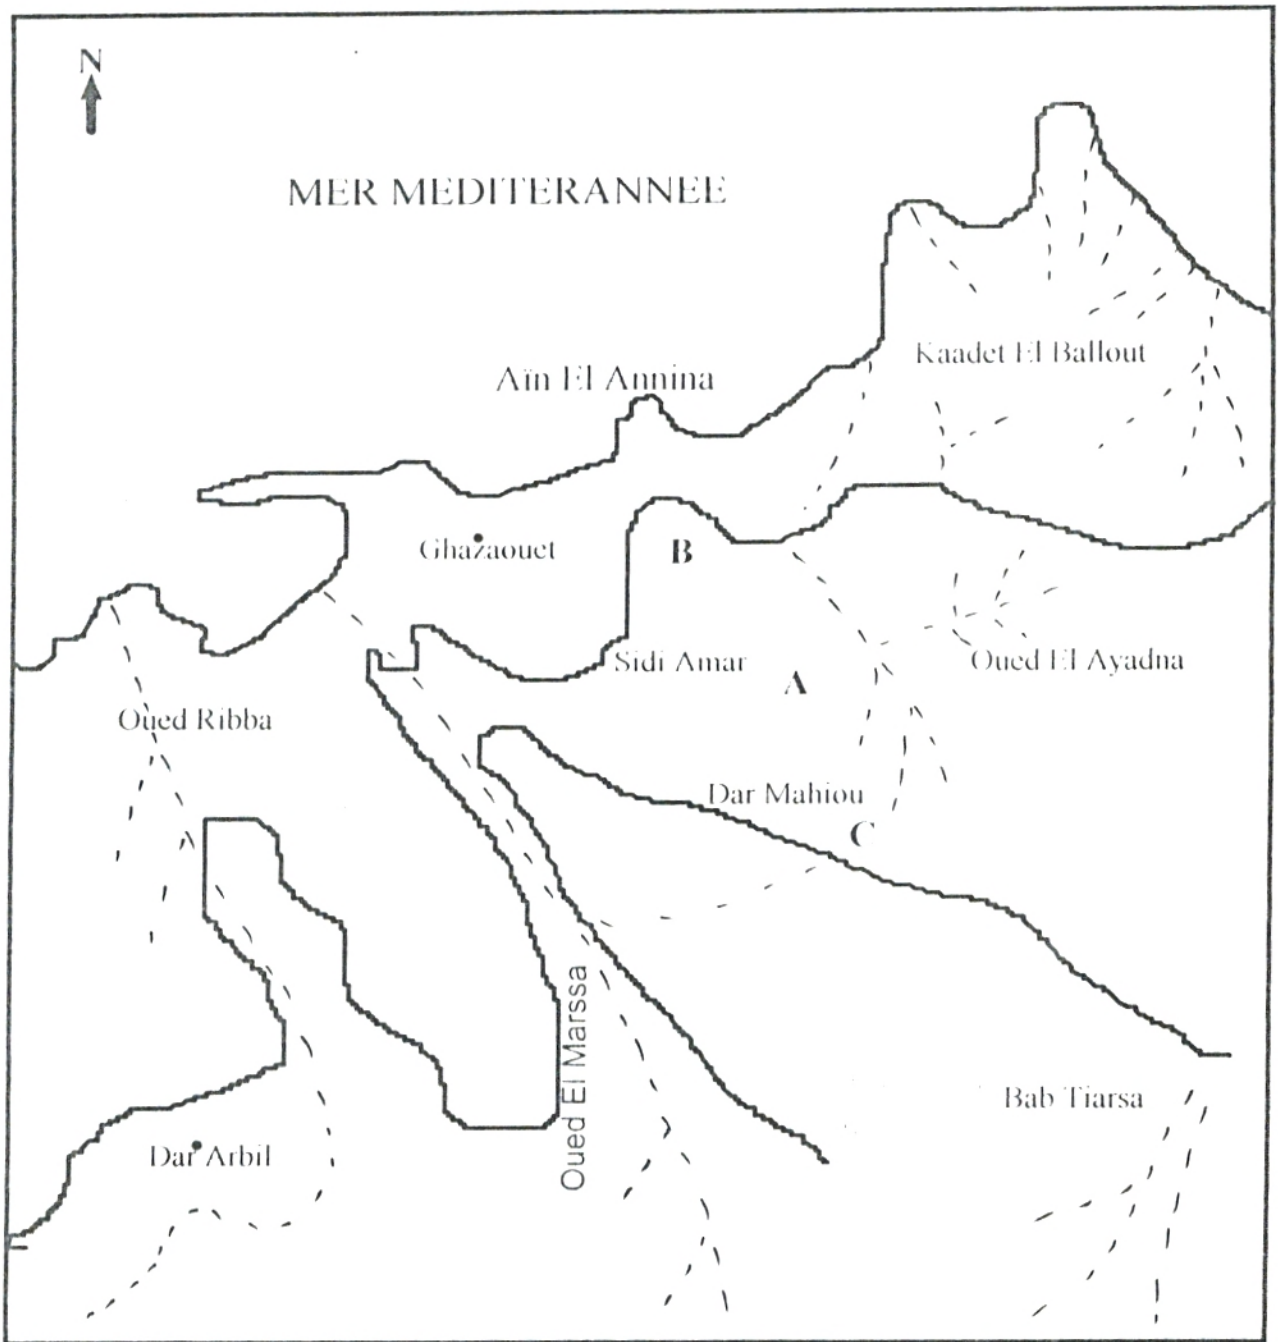 N
MER MEDITERANNEE
Kaadet El Ballout
Aïn El Annina
Ghazaouet
B
Sidi Amar
Oued El Ayadna
A
Oued Ribba
Dar Mahiou
C
Oued El Marssa
Bab Tiarsa
Dar Arbil